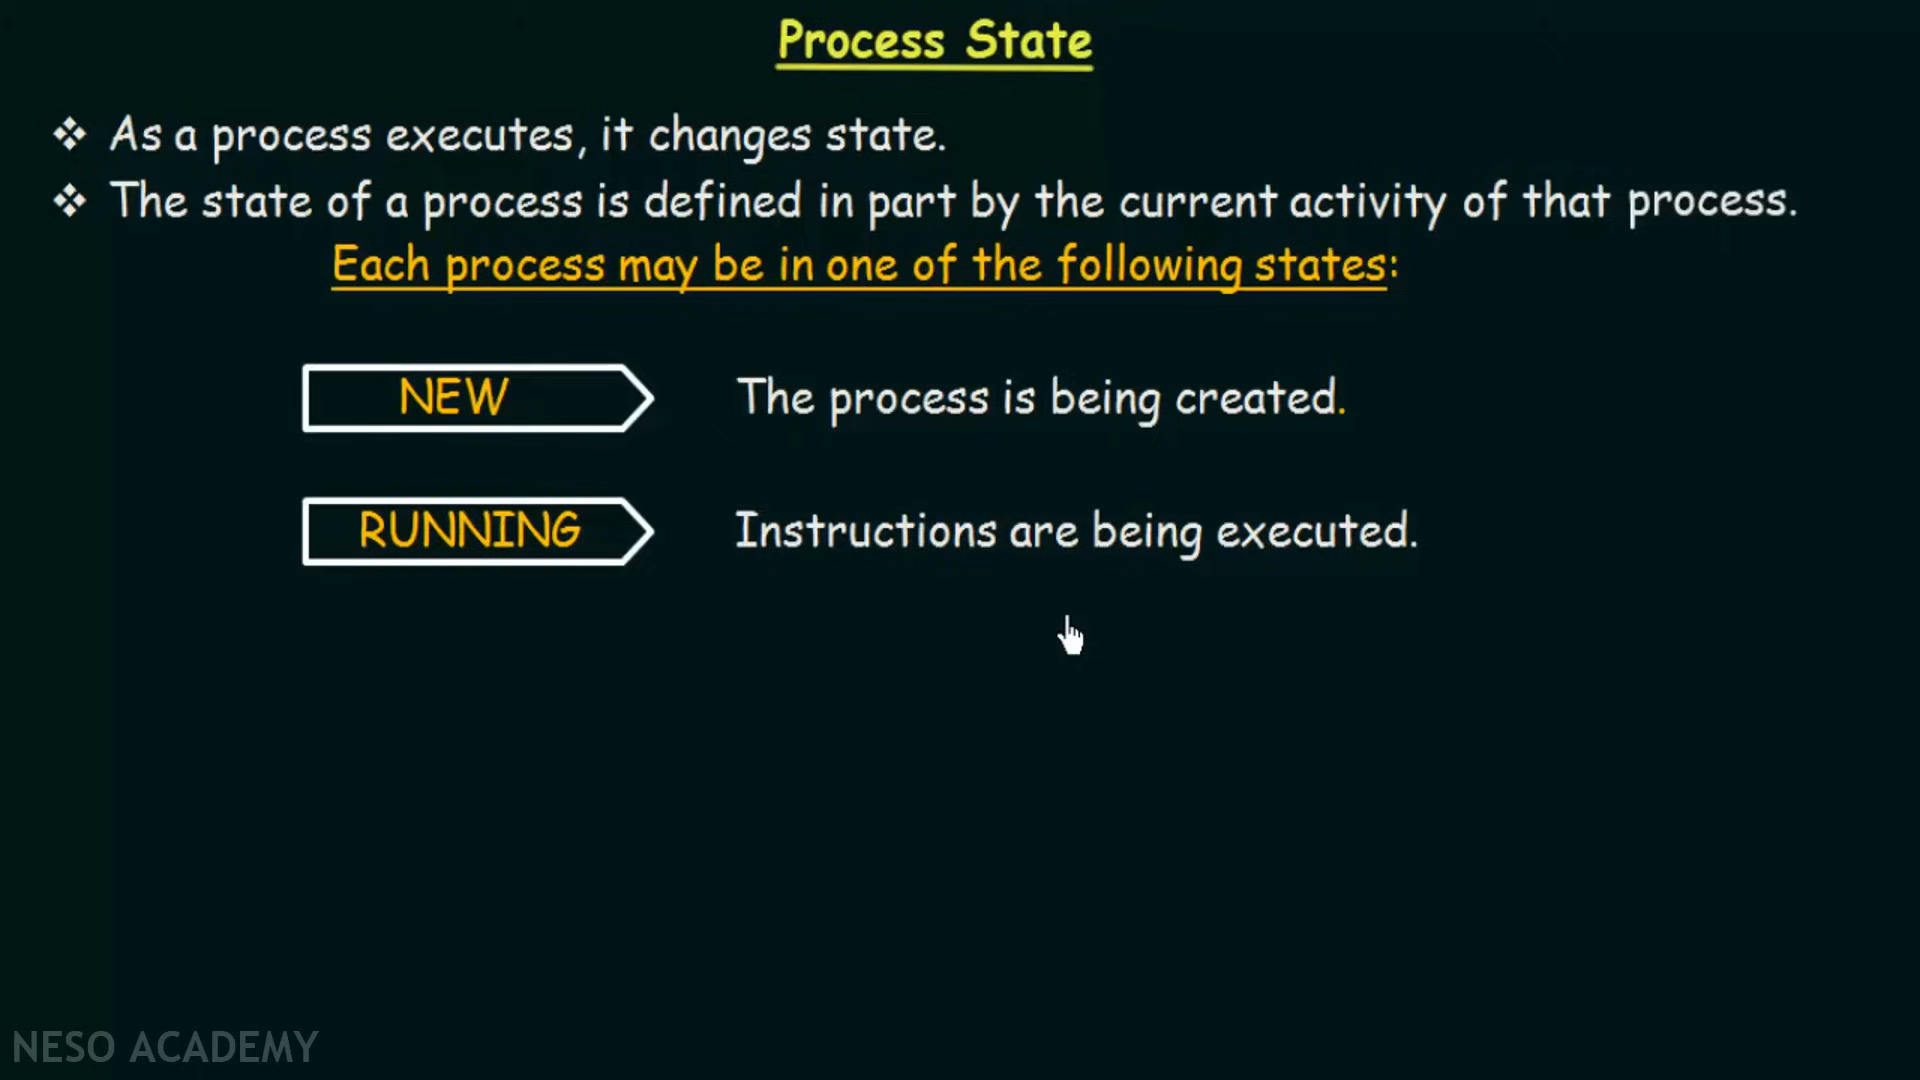 Process State
❖ As a process executes, it changes state.
❖ The state of a process is defined in part by the current activity of that process.
Each process may be in one of the following states:
NEW The process is being created.
RUNNING Instructions are being executed.
NESO ACADEMY